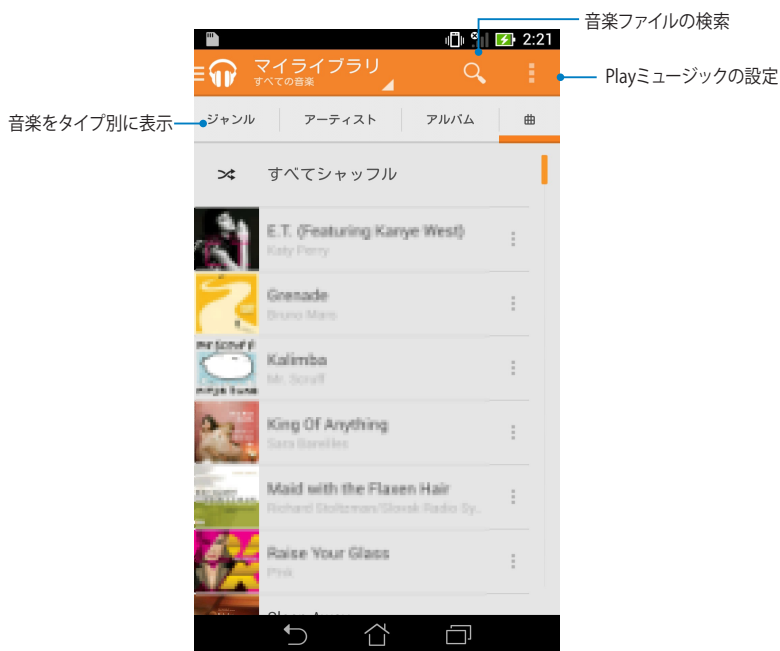 音楽ファイルの検索
2:21
マイライブラリ
すべての音楽
Playミュージックの設定
音楽をタイプ別に表示
ジャンル
アーティスト
アルバム
曲
すべてシャッフル
E.T. (Featuring Kanye West)
Katy Perry
Grenade
Bruno Mars
Kalimba
Mr. Scruff
King Of Anything
Sara Bareilles
Maid with the Flaxen Hair
Richard Stoltzman/Slovak Radio Sy..
Raise Your Glass
P!nk